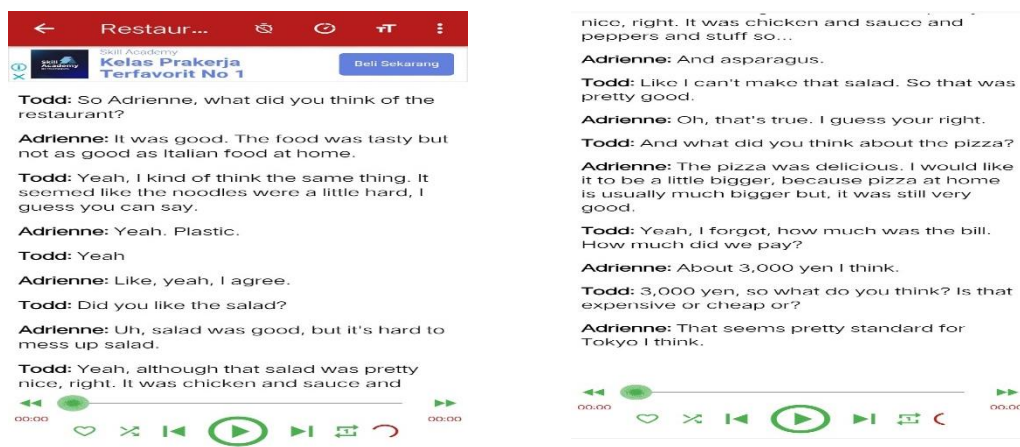 Restaur...
Skill Academy
Skill Academy
Kelas Prakerja
Terfavorit No 1
Beli Sekarang
Todd: So Adrienne, what did you think of the
restaurant?
Adrienne: It was good. The food was tasty but
not as good as Italian food at home.
Todd: Yeah, I kind of think the same thing. It
seemed like the noodles were a little hard, I
guess you can say.
Adrienne: Yeah. Plastic.
Todd: Yeah
Adrienne: Like, yeah, I agree.
Todd: Did you like the salad?
Adrienne: Uh, salad was good, but it's hard to
mess up salad.
Todd: Yeah, although that salad was pretty
nice, right. It was chicken and sauce and
00:00
00:00
nice, right. It was chicken and sauce and
peppers and stuff so...
Adrienne: And asparagus.
Todd: Like I can't make that salad. So that was
pretty good.
Adrienne: Oh, that's true. I guess your right.
Todd: And what did you think about the pizza?
Adrienne: The pizza was delicious. I would like
it to be a little bigger, because pizza at home
is usually much bigger but, it was still very
good.
Todd: Yeah, I forgot, how much was the bill.
How much did we pay?
Adrienne: About 3,000 yen I think.
Todd: 3,000 yen, so what do you think? Is that
expensive or cheap or?
Adrienne: That seems pretty standard for
Tokyo I think.
00:00